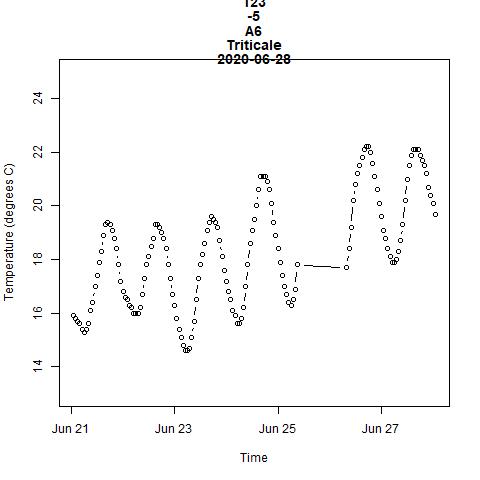 123
-5
A6
Triticale
2020-06-28
Temperature (degrees C)
24
22
20
18
16
14
Jun 21
Jun 23
Jun 25
Jun 27
Time